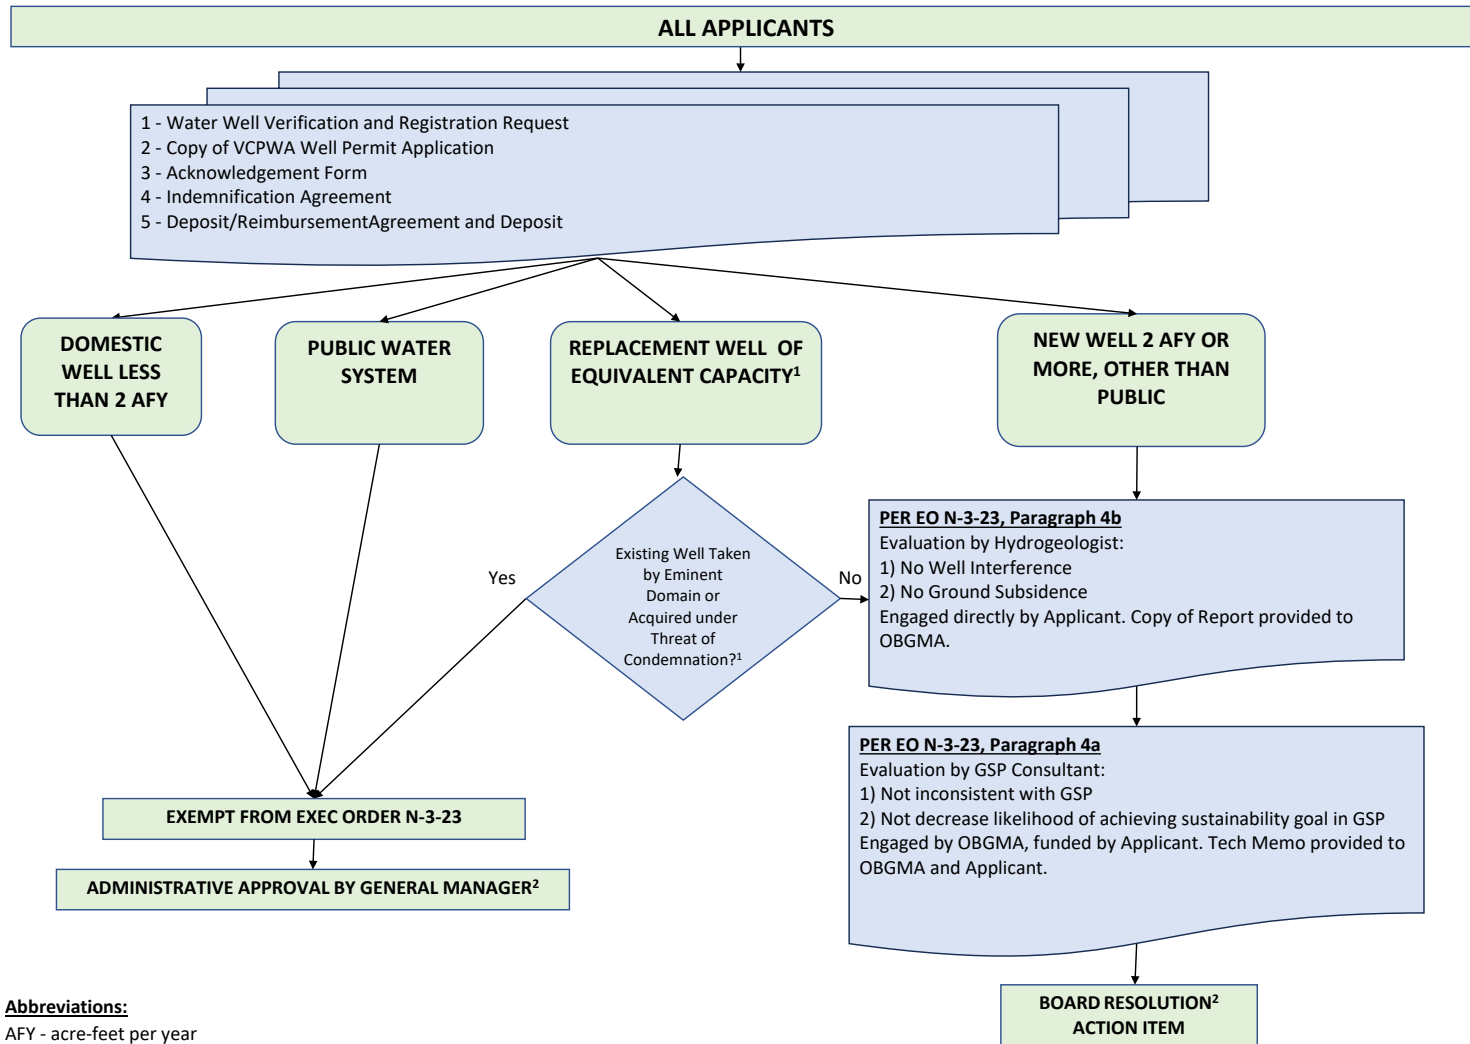 ALL APPLICANTS
1 - Water Well Verification and Registration Request
2 - Copy of VCPWA Well Permit Application
3 - Acknowledgement Form
4 - Indemnification Agreement
5 - Deposit/ReimbursementAgreement and Deposit
DOMESTIC
WELL LESS
THAN 2 AFY
PUBLIC WATER
SYSTEM
REPLACEMENT WELL OF
EQUIVALENT CAPACITY¹
NEW WELL 2 AFY OR
MORE, OTHER THAN
PUBLIC
Existing Well Taken
by Eminent
Domain or
Acquired under
Threat of
Condemnation?¹
Yes
No
PER EO N-3-23, Paragraph 4b
Evaluation by Hydrogeologist:
1) No Well Interference
2) No Ground Subsidence
Engaged directly by Applicant. Copy of Report provided to
OBGMA.
PER EO N-3-23, Paragraph 4a
Evaluation by GSP Consultant:
1) Not inconsistent with GSP
2) Not decrease likelihood of achieving sustainability goal in GSP
Engaged by OBGMA, funded by Applicant. Tech Memo provided to
OBGMA and Applicant.
EXEMPT FROM EXEC ORDER N-3-23
ADMINISTRATIVE APPROVAL BY GENERAL MANAGER²
BOARD RESOLUTION²
ACTION ITEM
Abbreviations:
AFY - acre-feet per year